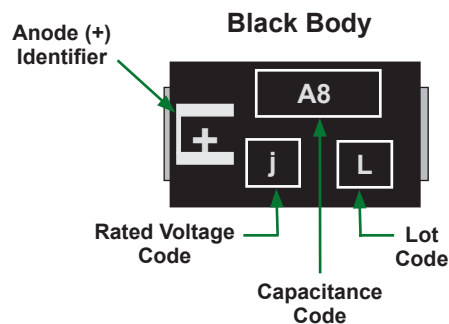 Black Body
Anode (+)
Identifier
A8
+
j
L
Rated Voltage
Code
Lot
Code
Capacitance
Code